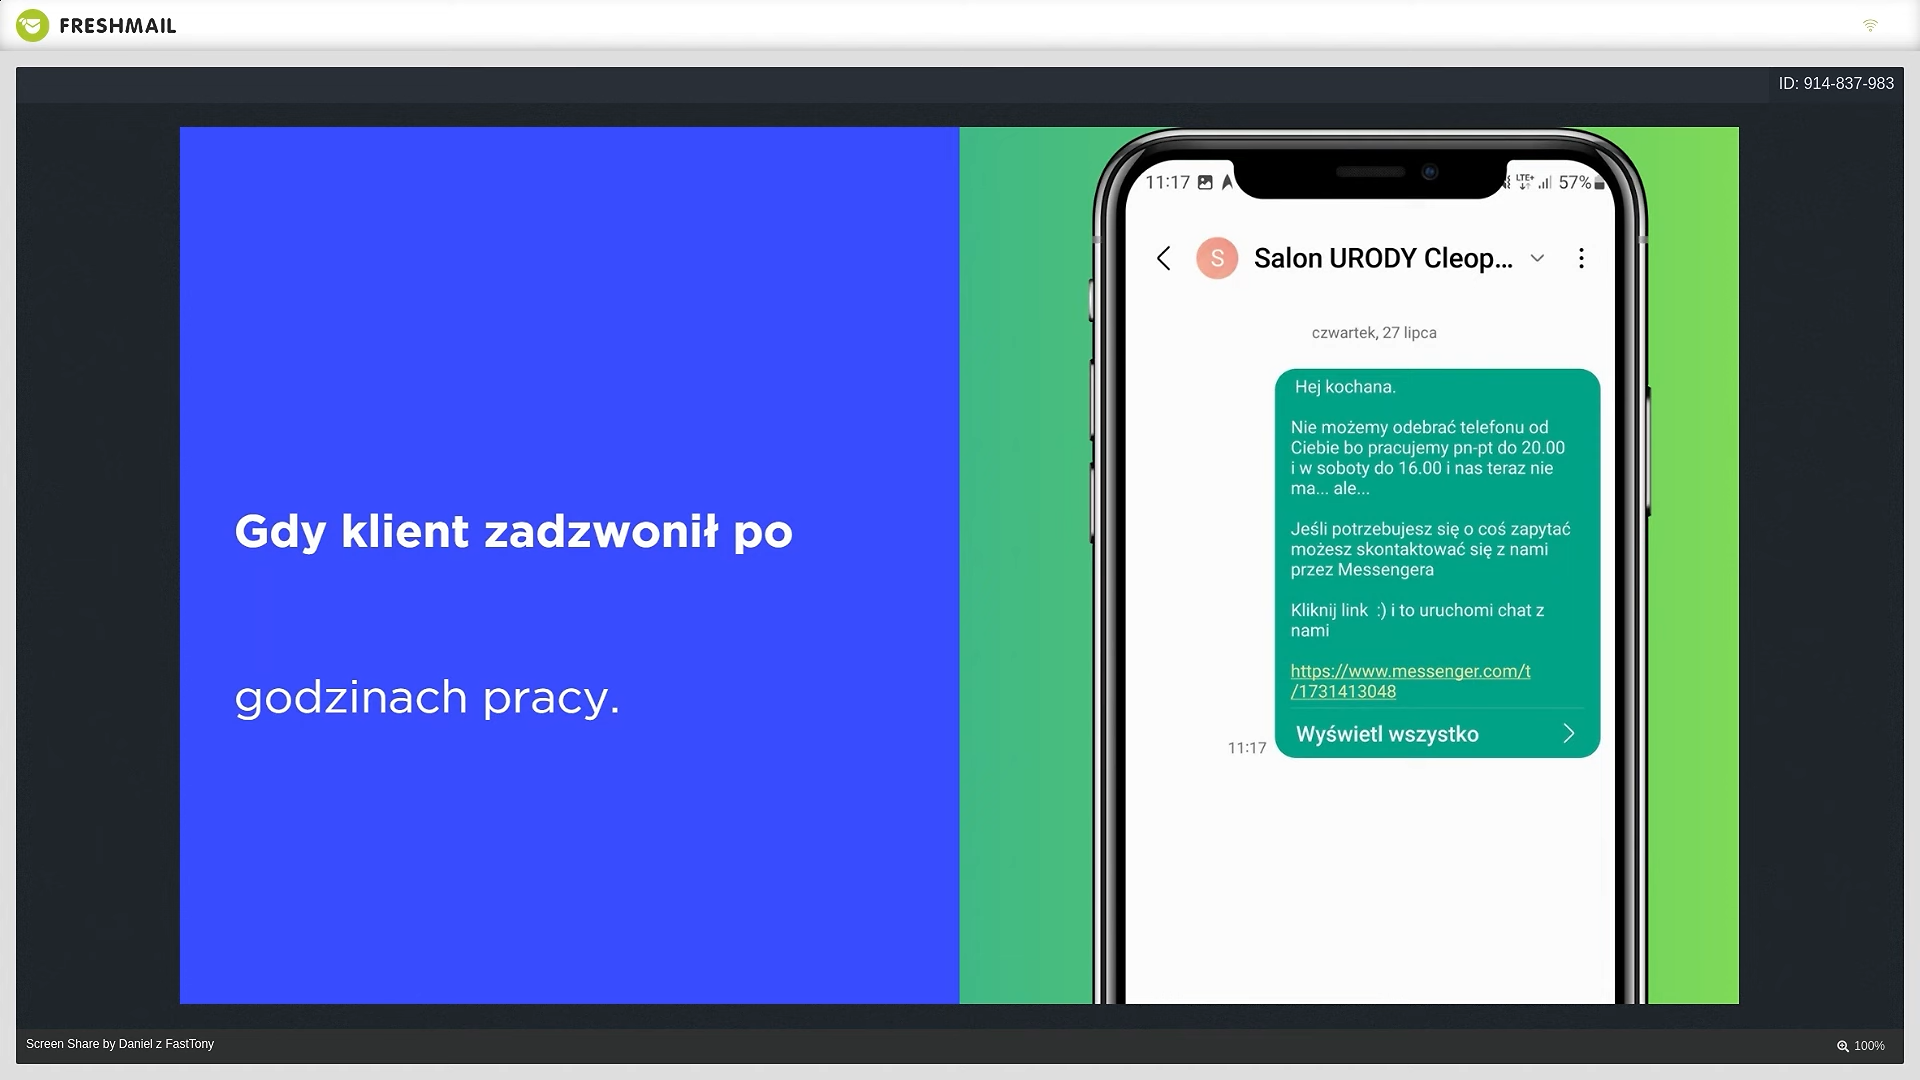 FRESHMAIL
ID: 914-837-983
Gdy klient zadzwonił po
godzinach pracy.
11:17
LTE+
57%
S
Salon URODY Cleop...
czwartek, 27 lipca
Hej kochana.
Nie możemy odebrać telefonu od
Ciebie bo pracujemy pn-pt do 20.00
i w soboty do 16.00 i nas teraz nie
ma... ale...
Jeśli potrzebujesz się o coś zapytać
możesz skontaktować się z nami
przez Messengera
Kliknij link  :) i to uruchomi chat z
nami
https://www.messenger.com/t
/1731413048
Wyświetl wszystko
11:17
Screen Share by Daniel z FastTony
100%